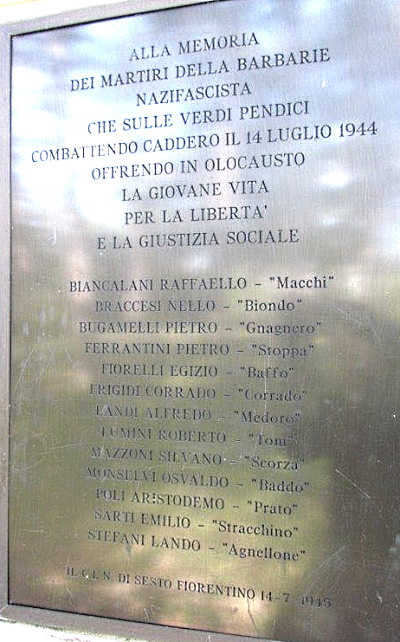 ALLA MEMORIA
DEI MARTIRI DELLA BARBARIE
NAZIFASCISTA
CHE SULLE VERDI PENDICI
COMBATTENDO CADDERO IL 14 LUGLIO 1944
OFFRENDO IN OLOCAUSTO
LA GIOVANE VITA
PER LA LIBERTA'
E LA GIUSTIZIA SOCIALE
BIANCALANI RAFFAELLO - "Macchi"
BRACCESI NELLO - "Biondo"
BUGAMELLI PIETRO - "Gnagnero"
FERRANTINI PIETRO - "Stoppa"
FIORELLI EGIZIO - "Baffo"
FRIGIDI CORRADO - "Corrado"
LANDI ALFREDO - "Medoro"
LUMINI ROBERTO - "Tom"
MAZZONI SILVANO - "Scorza"
MONSELVI OSVALDO - "Baddo"
POLI ARISTODEMO - "Prato"
SARTI EMILIO - "Stracchino"
STEFANI LANDO - "Agnellone"
IL C.L.N. DI SESTO FIORENTINO 14-7-1945